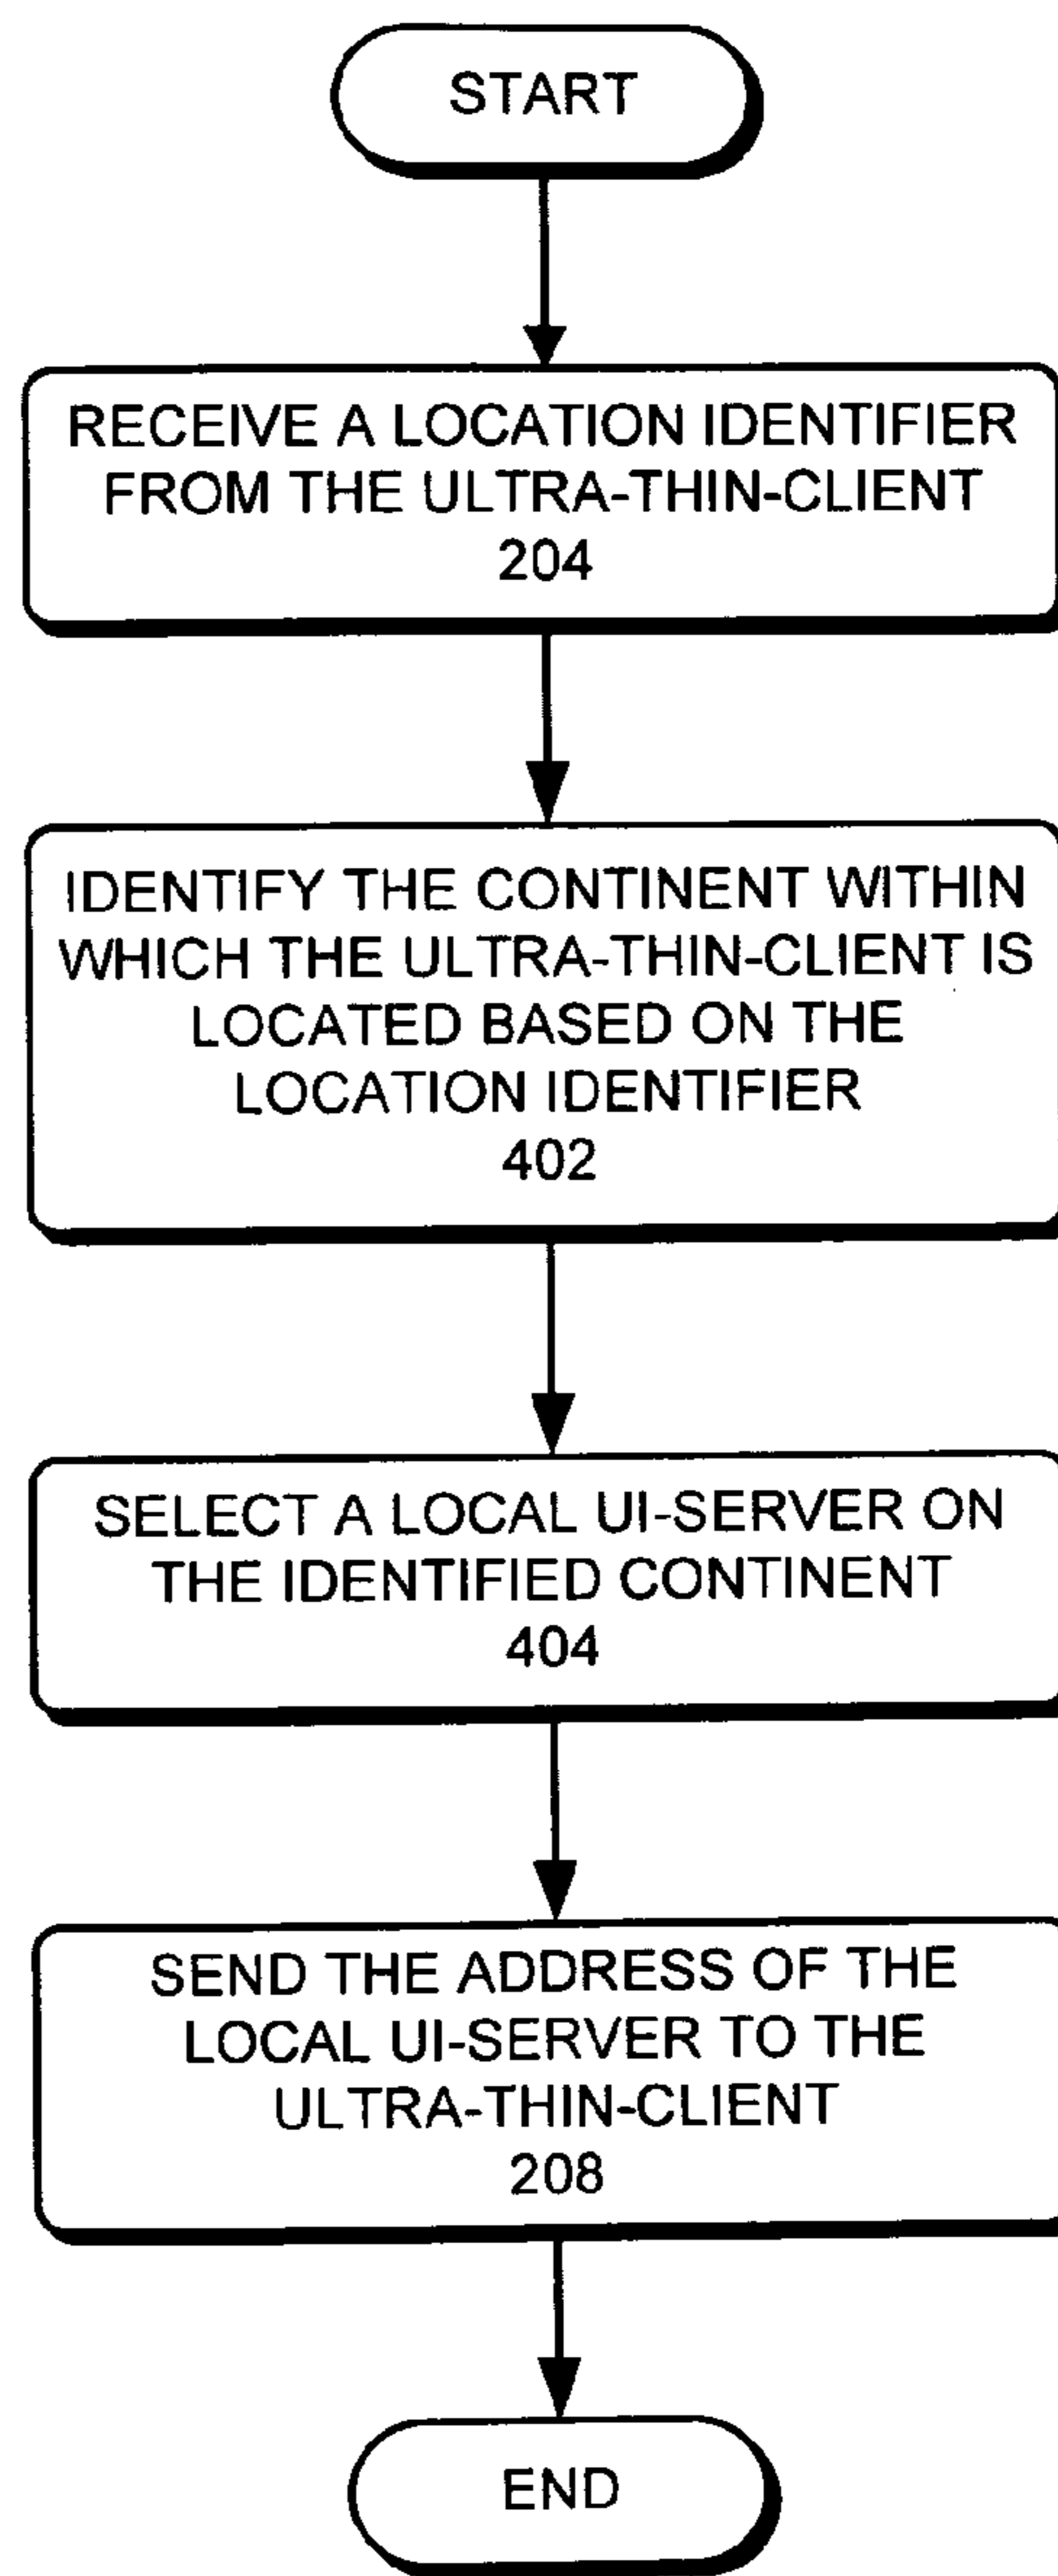 START
RECEIVE A LOCATION IDENTIFIER
FROM THE ULTRA-THIN-CLIENT
204
IDENTIFY THE CONTINENT WITHIN
WHICH THE ULTRA-THIN-CLIENT IS
LOCATED BASED ON THE
LOCATION IDENTIFIER
402
SELECT A LOCAL UI-SERVER ON
THE IDENTIFIED CONTINENT
404
SEND THE ADDRESS OF THE
LOCAL UI-SERVER TO THE
ULTRA-THIN-CLIENT
208
END